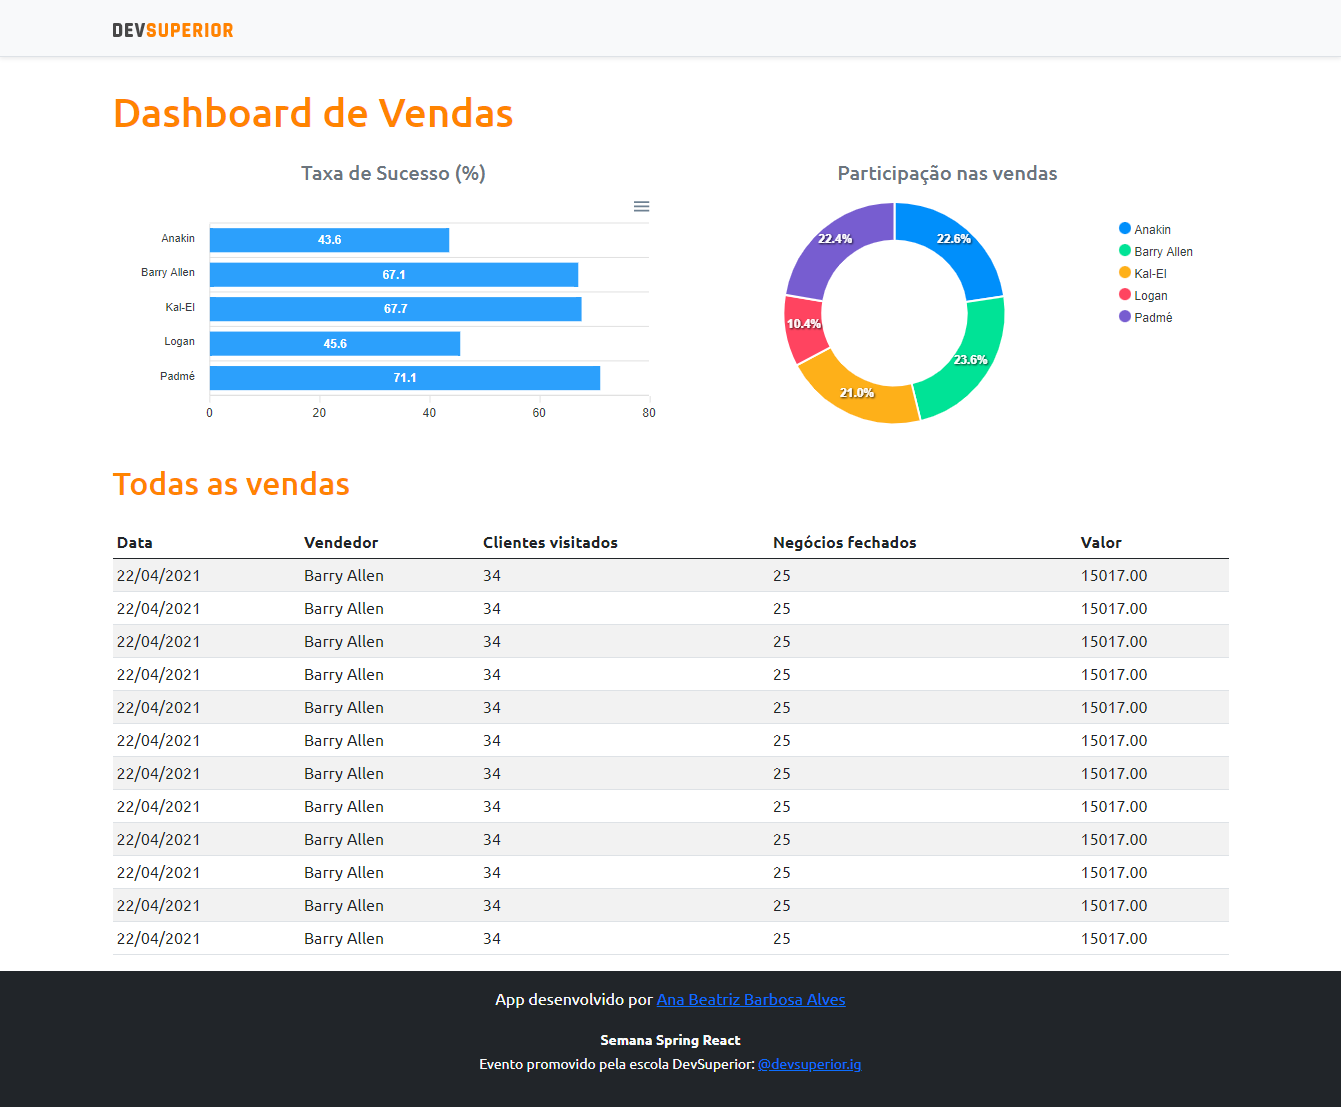 DEVSUPERIOR
Dashboard de Vendas
Taxa de Sucesso (%)
Anakin 43.6
Barry Allen 67.1
Kal-El 67.7
Logan 45.6
Padmé 71.1
0 20 40 60 80
Participação nas vendas
22.4% 22.6%
10.4%
23.6%
21.0%
Anakin
Barry Allen
Kal-El
Logan
Padmé
Todas as vendas
Data Vendedor Clientes visitados Negócios fechados Valor
22/04/2021 Barry Allen 34 25 15017.00
22/04/2021 Barry Allen 34 25 15017.00
22/04/2021 Barry Allen 34 25 15017.00
22/04/2021 Barry Allen 34 25 15017.00
22/04/2021 Barry Allen 34 25 15017.00
22/04/2021 Barry Allen 34 25 15017.00
22/04/2021 Barry Allen 34 25 15017.00
22/04/2021 Barry Allen 34 25 15017.00
22/04/2021 Barry Allen 34 25 15017.00
22/04/2021 Barry Allen 34 25 15017.00
22/04/2021 Barry Allen 34 25 15017.00
22/04/2021 Barry Allen 34 25 15017.00
App desenvolvido por Ana Beatriz Barbosa Alves
Semana Spring React
Evento promovido pela escola DevSuperior: @devsuperior.ig